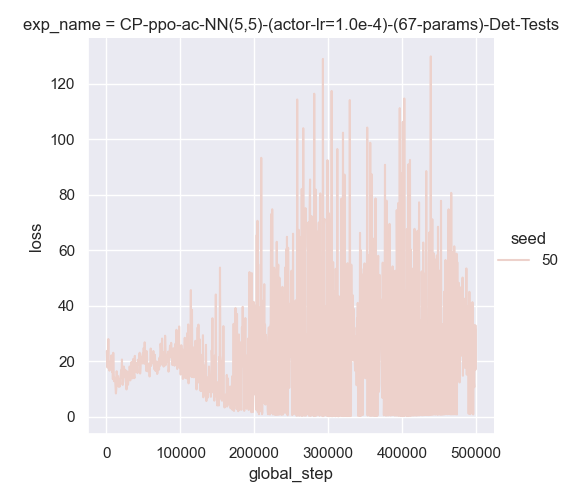 exp_name = CP-ppo-ac-NN(5,5)-(actor-lr=1.0e-4)-(67-params)-Det-Tests
120
100
80
60
40
20
0
loss
seed
50
0 100000 200000 300000 400000 500000
global_step